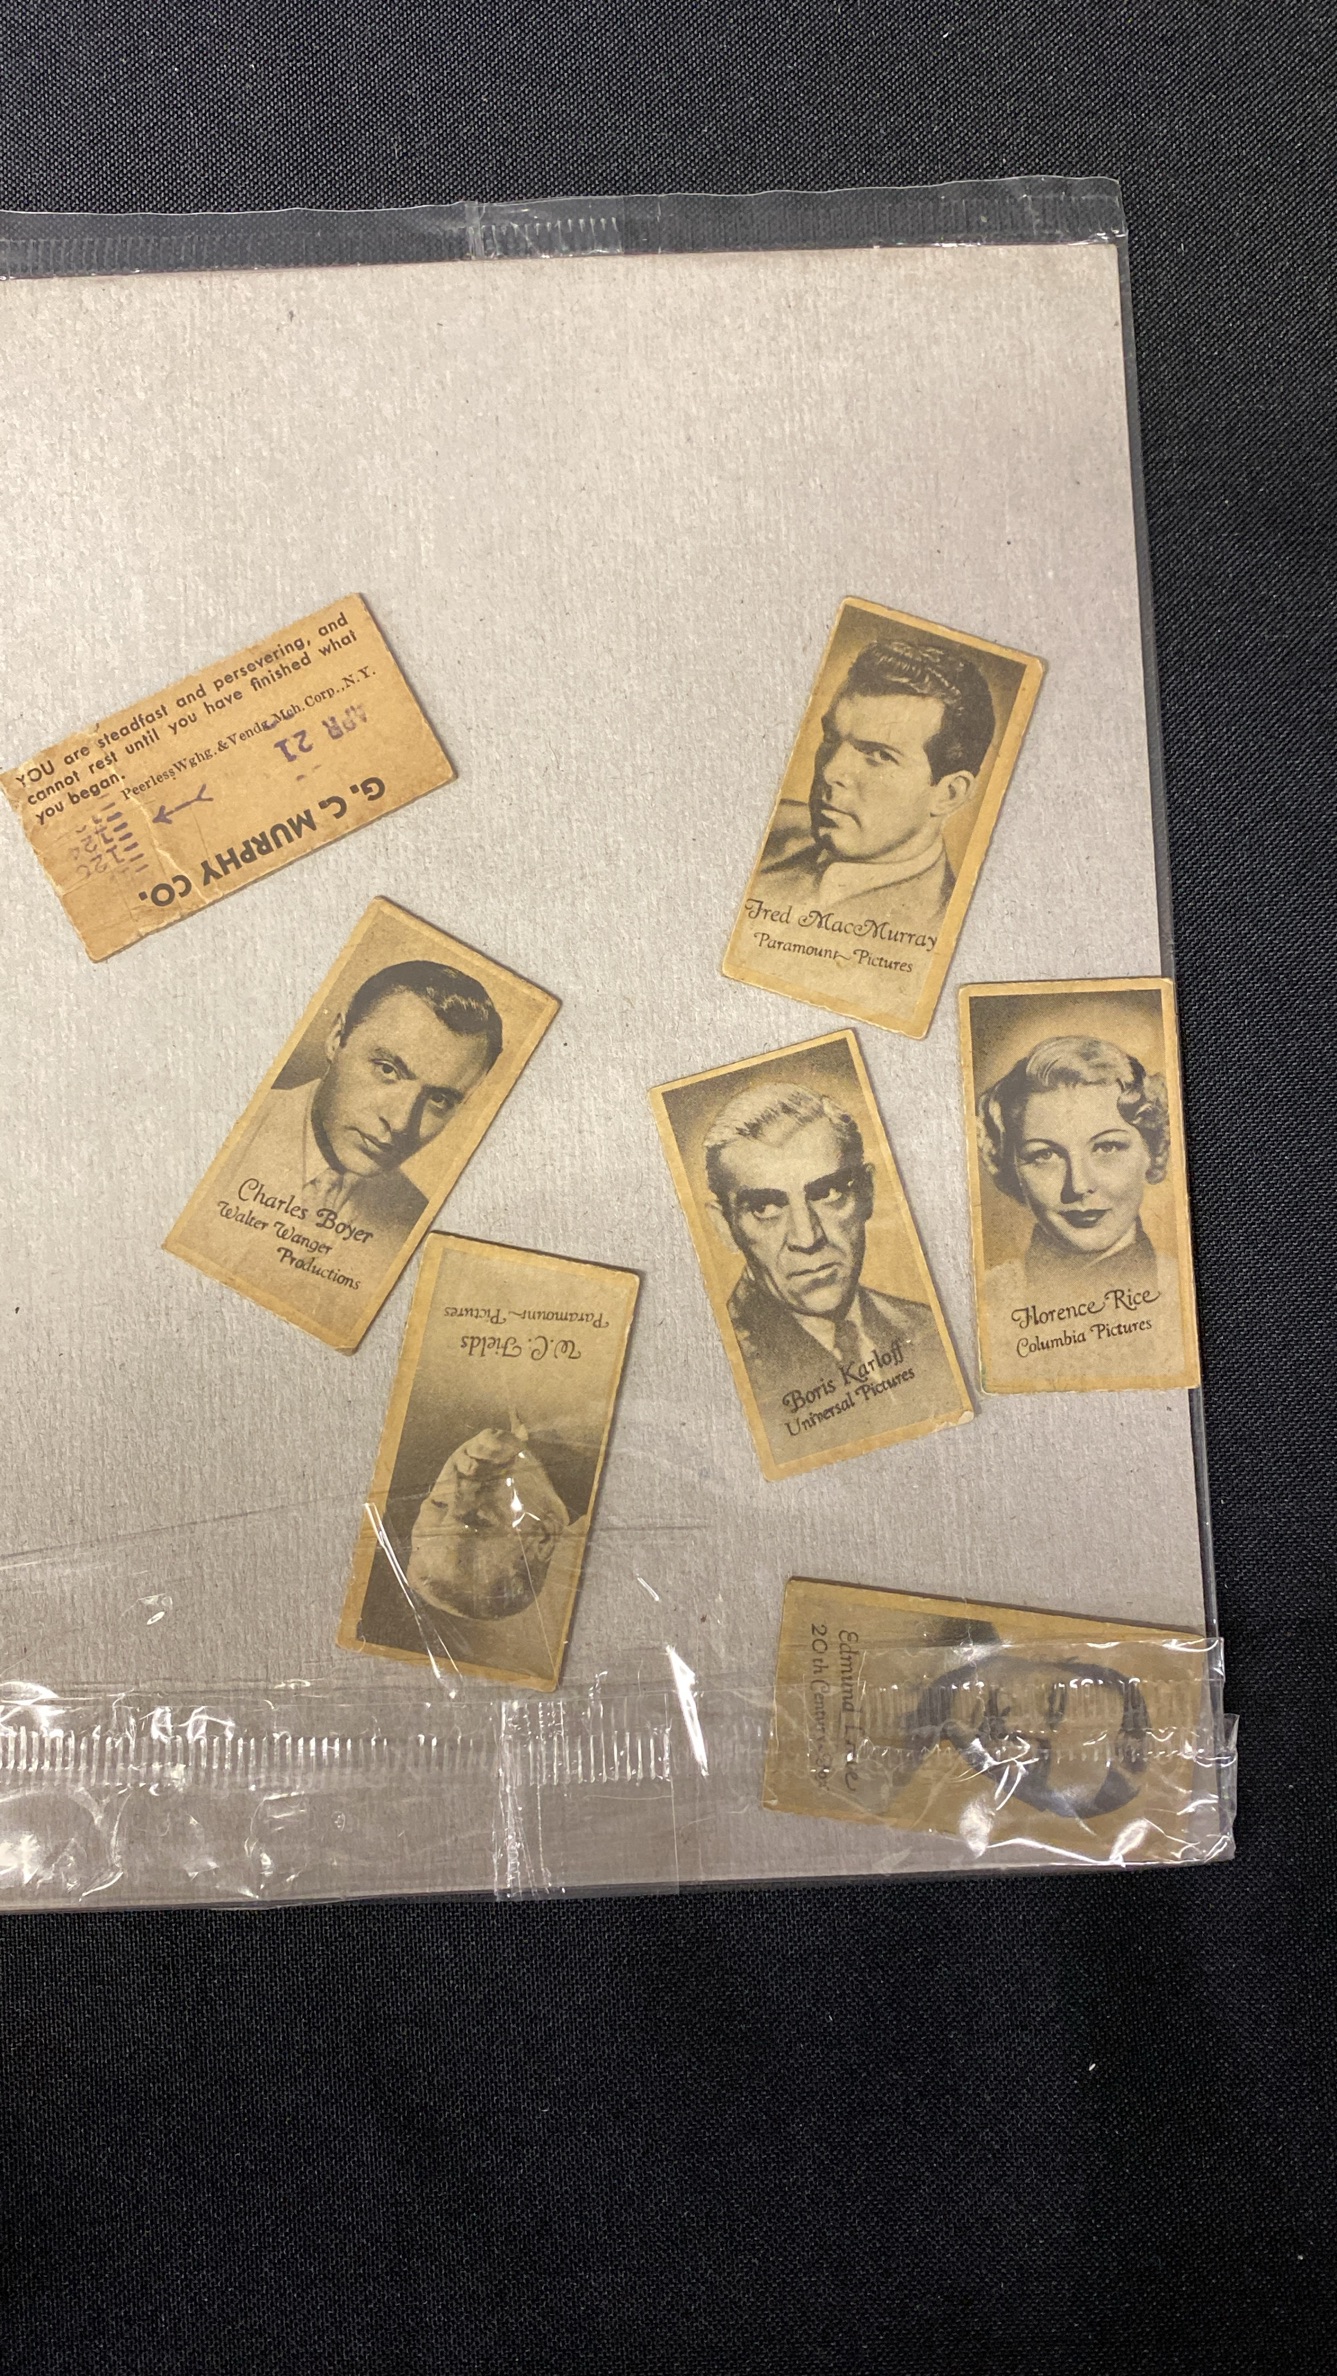 YOU are steadfast and persevering, and
cannot rest until you have finished what
you began.
Peerless Wghg. & Vendg. Mch. Corp., N.Y.
APR 21
G. C. MURPHY CO.
Fred MacMurray
Paramount Pictures
Charles Boyer
Walter Wanger
Productions
Florence Rice
Columbia Pictures
Boris Karloff
Universal Pictures
W.C. Fields
Paramount Pictures
Edmund
20th Century